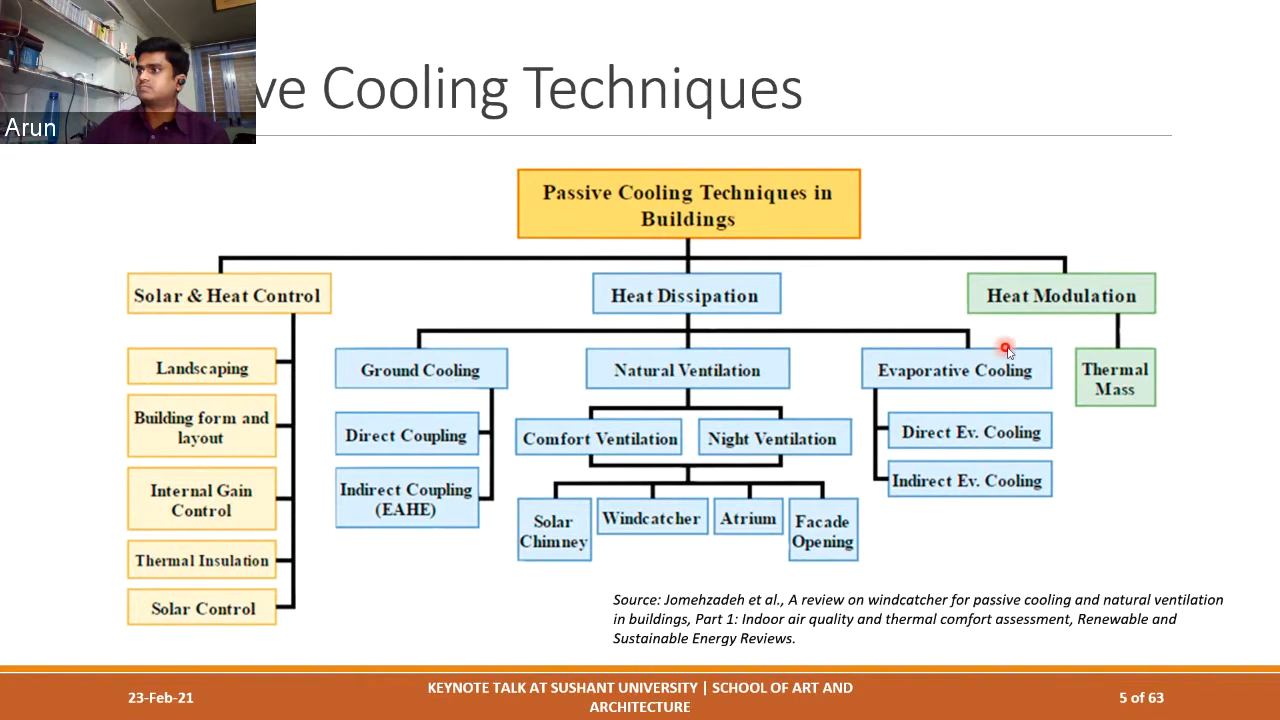 Arun
ve Cooling Techniques
Passive Cooling Techniques in
Buildings
Solar & Heat Control
Heat Dissipation
Heat Modulation
Landscaping
Building form and
layout
Internal Gain
Control
Thermal Insulation
Solar Control
Ground Cooling
Direct Coupling
Indirect Coupling
(EAHE)
Natural Ventilation
Comfort Ventilation
Night Ventilation
Solar
Chimney
Windcatcher
Atrium
Facade
Opening
Evaporative Cooling
Direct Ev. Cooling
Indirect Ev. Cooling
Thermal
Mass
Source: Jomehzadeh et al., A review on windcatcher for passive cooling and natural ventilation
in buildings, Part 1: Indoor air quality and thermal comfort assessment, Renewable and
Sustainable Energy Reviews.
23-Feb-21
KEYNOTE TALK AT SUSHANT UNIVERSITY | SCHOOL OF ART AND
ARCHITECTURE
5 of 63